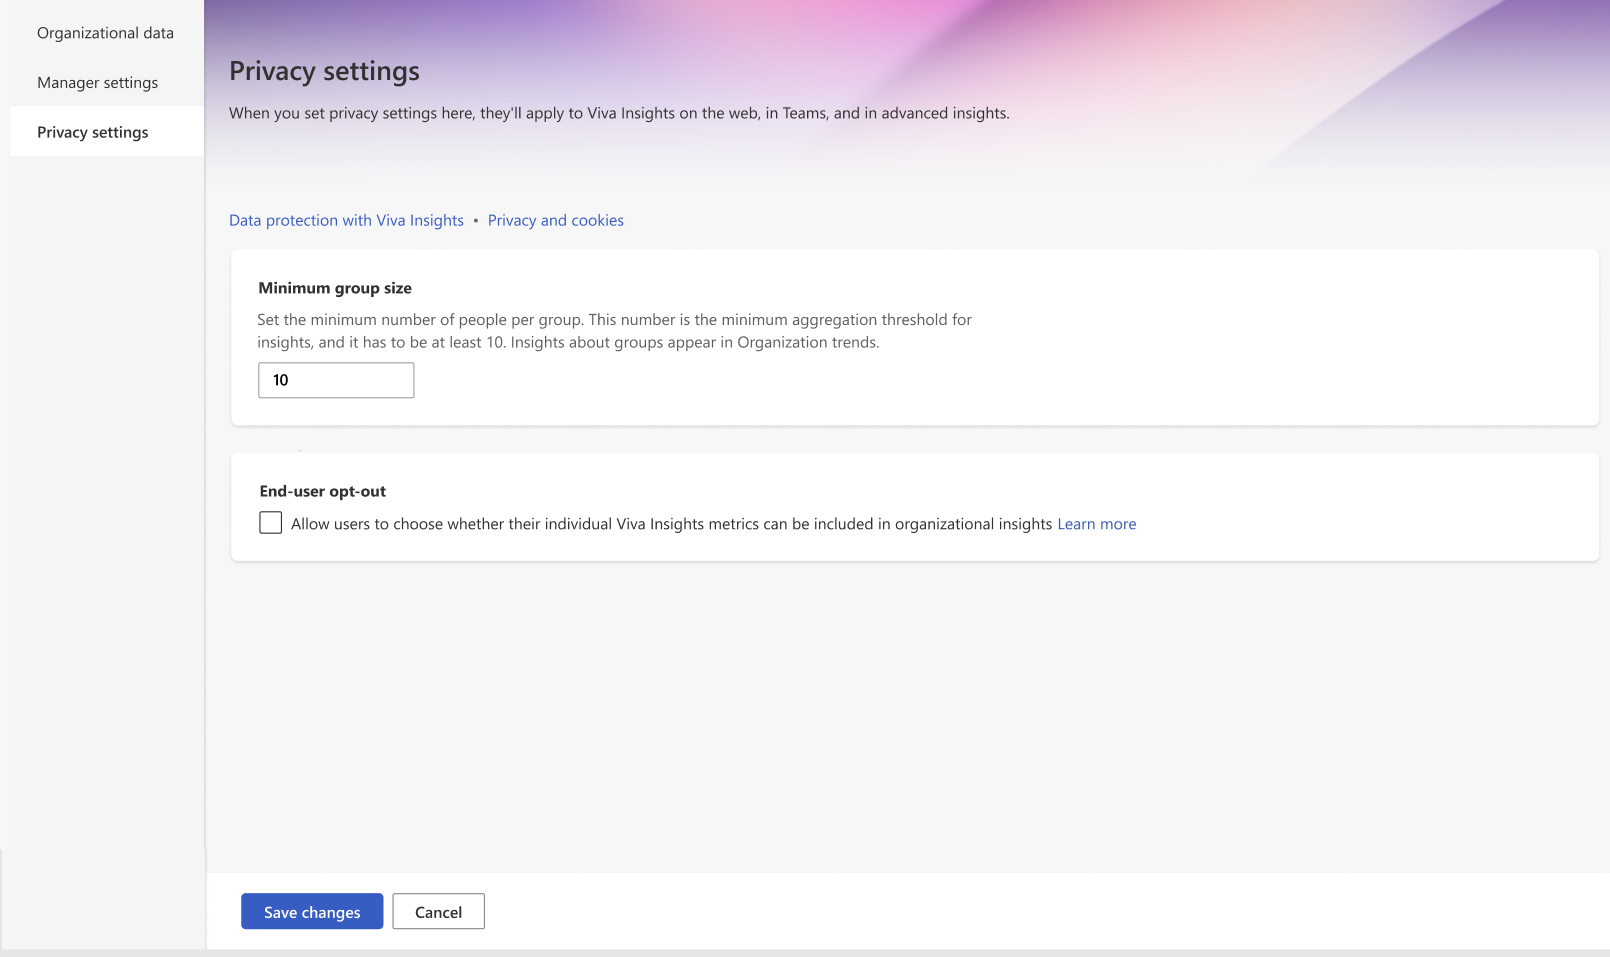 Organizational data
Manager settings
Privacy settings
Privacy settings
When you set privacy settings here, they'll apply to Viva Insights on the web, in Teams, and in advanced insights.
Data protection with Viva Insights • Privacy and cookies
Minimum group size
Set the minimum number of people per group. This number is the minimum aggregation threshold for
insights, and it has to be at least 10. Insights about groups appear in Organization trends.
10
End-user opt-out
Allow users to choose whether their individual Viva Insights metrics can be included in organizational insights Learn more
Save changes
Cancel